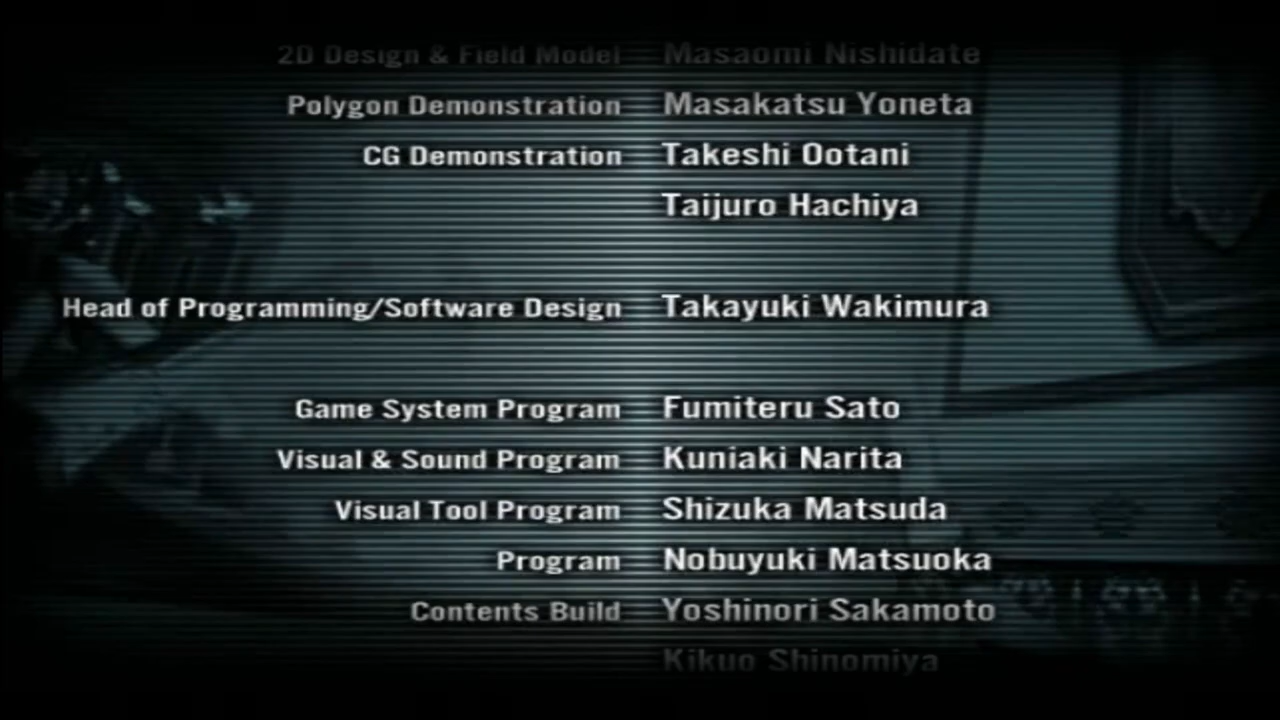 2D Design & Field Model Masaomi Nishidate
Polygon Demonstration Masakatsu Yoneta
CG Demonstration Takeshi Ootani
Taijuro Hachiya
Head of Programming/Software Design Takayuki Wakimura
Game System Program Fumiteru Sato
Visual & Sound Program Kuniaki Narita
Visual Tool Program Shizuka Matsuda
Program Nobuyuki Matsuoka
Contents Build Yoshinori Sakamoto
Kikuo Shinomiya